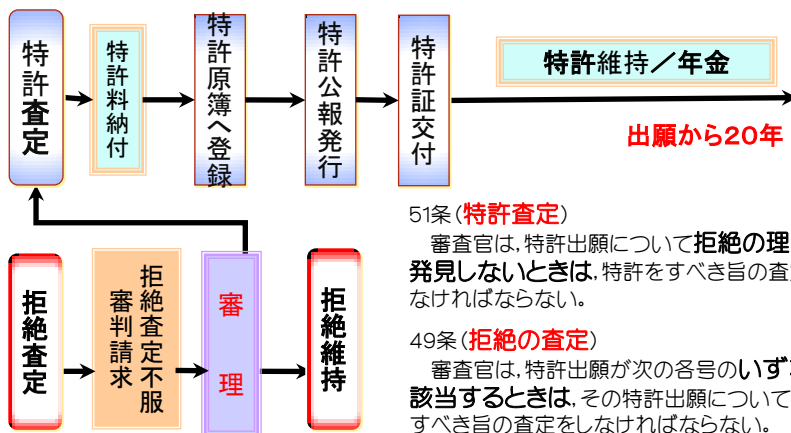 特許査定
特許料納付
特許原簿へ登録
特許公報発行
特許証交付
特許維持／年金
出願から20年
拒絶査定
拒絶査定不服
審判請求
審理
拒絶維持
51条(特許査定)
審査官は,特許出願について拒絶の理
発見しないときは,特許をすべき旨の査
なければならない。
49条(拒絶の査定)
審査官は,特許出願が次の各号のいず
該当するときは,その特許出願について
すべき旨の査定をしなければならない。